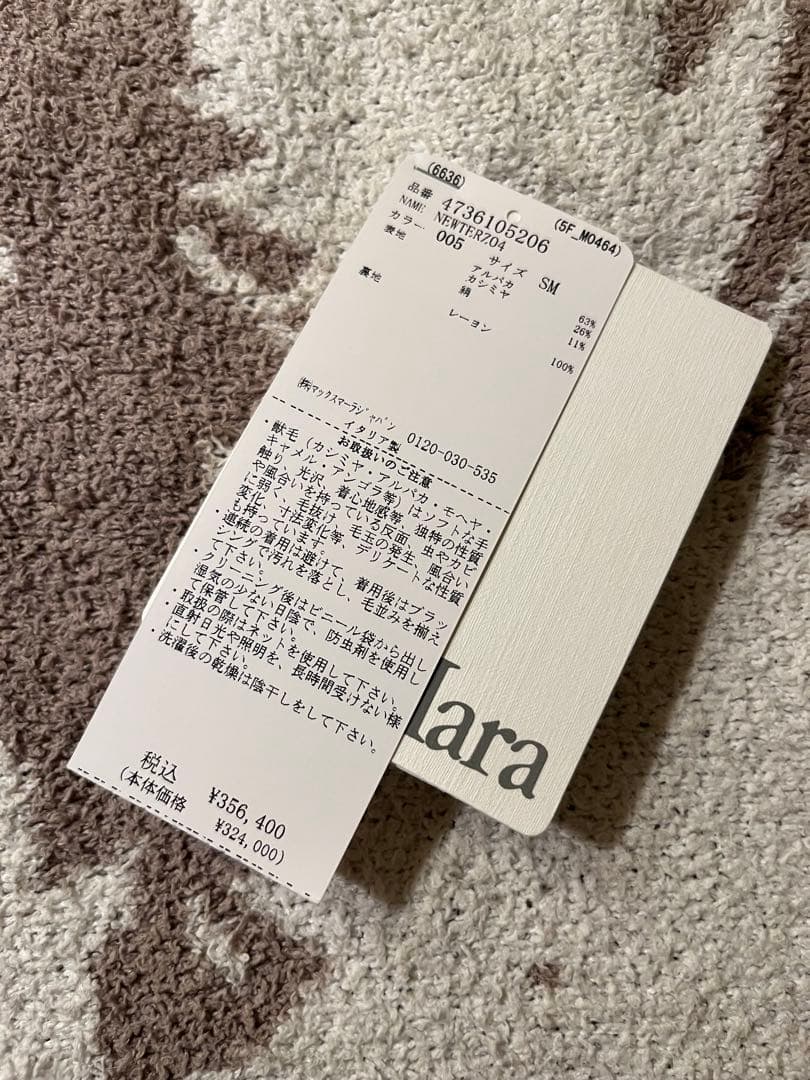 (6636)
(5F_M0464)
品番 4736105206
NAME NEWTERZ04
カラー 005 サイズ SM
表地 アルパカ 63%
カシミヤ 26%
絹 11%
裏地 レーヨン 100%
㈱マックスマーラジャパン
イタリア製 0120-030-535
お取扱いのご注意
・獣毛（カシミヤ・アルパカ・モヘヤ・
キャメル・アンゴラ等）はソフトな手
触り、光沢、着心地感等、独特の性質
や風合いを持っている反面、虫やカビ
に弱く、毛抜け、毛玉の発生、風合い
変化、寸法変化等、デリケートな性質
も持っています。
・連続の着用は避けて、着用後はブラッ
シングで汚れを落とし、毛並みを揃え
て下さい。
・クリーニング後はビニール袋から出し
湿気の少ない日陰で、防虫剤を使用し
て保管して下さい。
・取扱の際はネットを使用して下さい。
・直射日光や照明を、長時間受けない様
にして下さい。
・洗濯後の乾燥は陰干しをして下さい。
税込 ¥356,400
(本体価格 ¥324,000)
ara